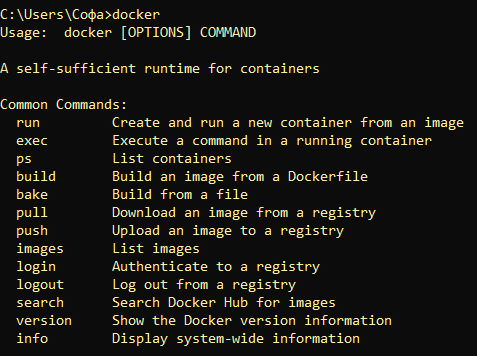 C:\Users\Софа>docker
Usage:  docker [OPTIONS] COMMAND

A self-sufficient runtime for containers

Common Commands:
  run         Create and run a new container from an image
  exec        Execute a command in a running container
  ps          List containers
  build       Build an image from a Dockerfile
  bake        Build from a file
  pull        Download an image from a registry
  push        Upload an image to a registry
  images      List images
  login       Authenticate to a registry
  logout      Log out from a registry
  search      Search Docker Hub for images
  version     Show the Docker version information
  info        Display system-wide information